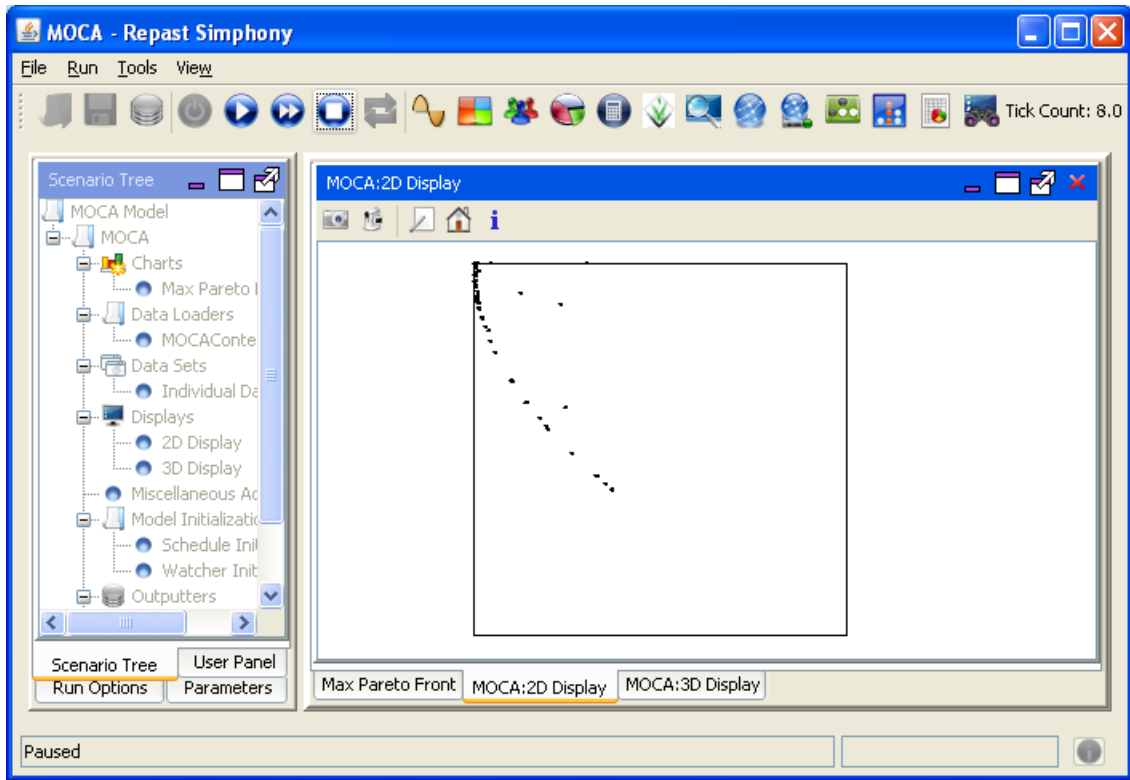 MOCA - Repast Simphony
File Run Tools View
Tick Count: 8.0
Scenario Tree
MOCA Model
MOCA
Charts
Max Pareto
Data Loaders
MOCAConte
Data Sets
Individual Da
Displays
2D Display
3D Display
Miscellaneous Ac
Model Initializatio
Schedule Init
Watcher Init
Outputters
Scenario Tree User Panel
Run Options Parameters
MOCA:2D Display
i
Max Pareto Front MOCA:2D Display MOCA:3D Display
Paused